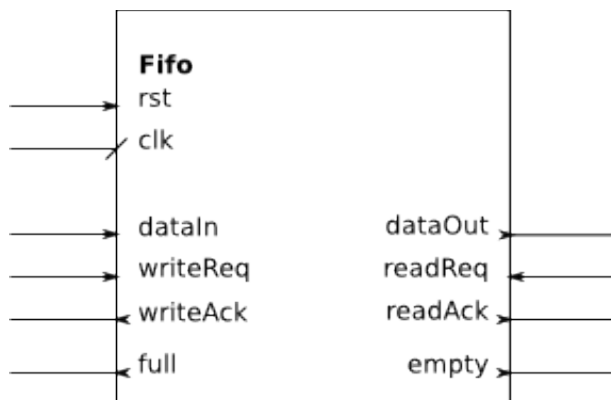 Fifo
rst
clk
dataIn dataOut
writeReq readReq
writeAck readAck
full empty